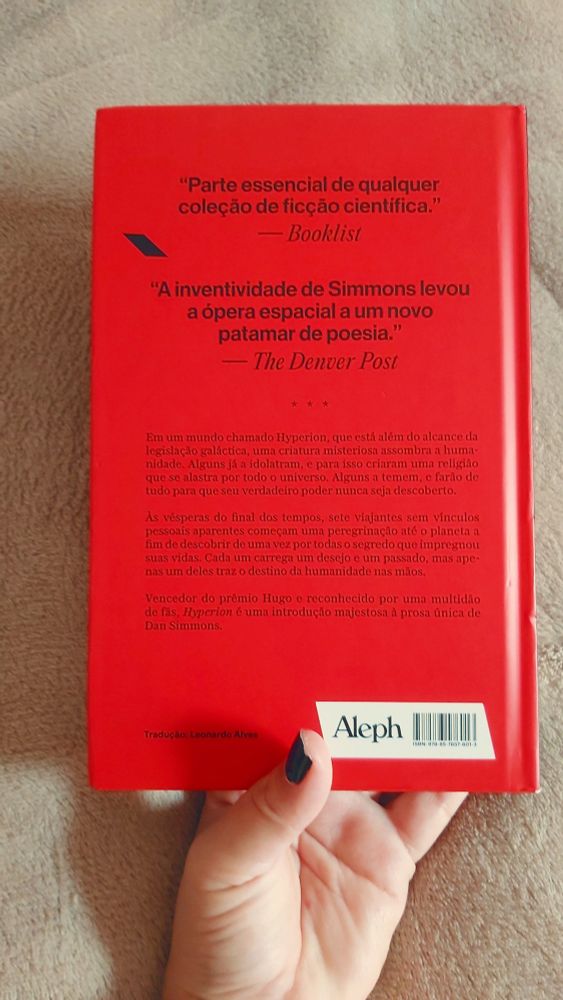 “Parte essencial de qualquer
coleção de ficção científica.”
— Booklist
“A inventividade de Simmons levou
a ópera espacial a um novo
patamar de poesia.”
— The Denver Post
* * *
Em um mundo chamado Hyperion, que está além do alcance da
legislação galáctica, uma criatura misteriosa assombra a huma-
nidade. Alguns já a idolatram, e para isso criaram uma religião
que se alastra por todo o universo. Alguns a temem, e farão de
tudo para que seu verdadeiro poder nunca seja descoberto.
Às vésperas do final dos tempos, sete viajantes sem vínculos
pessoais aparentes começam uma peregrinação até o planeta a
fim de descobrir de uma vez por todas o segredo que impregnou
suas vidas. Cada um carrega um desejo e um passado, mas ape-
nas um deles traz o destino da humanidade nas mãos.
Vencedor do prêmio Hugo e reconhecido por uma multidão
de fãs, Hyperion é uma introdução majestosa à prosa única de
Dan Simmons.
Tradução: Leonardo Alves
Aleph
ISBN: 978-85-7657-601-3